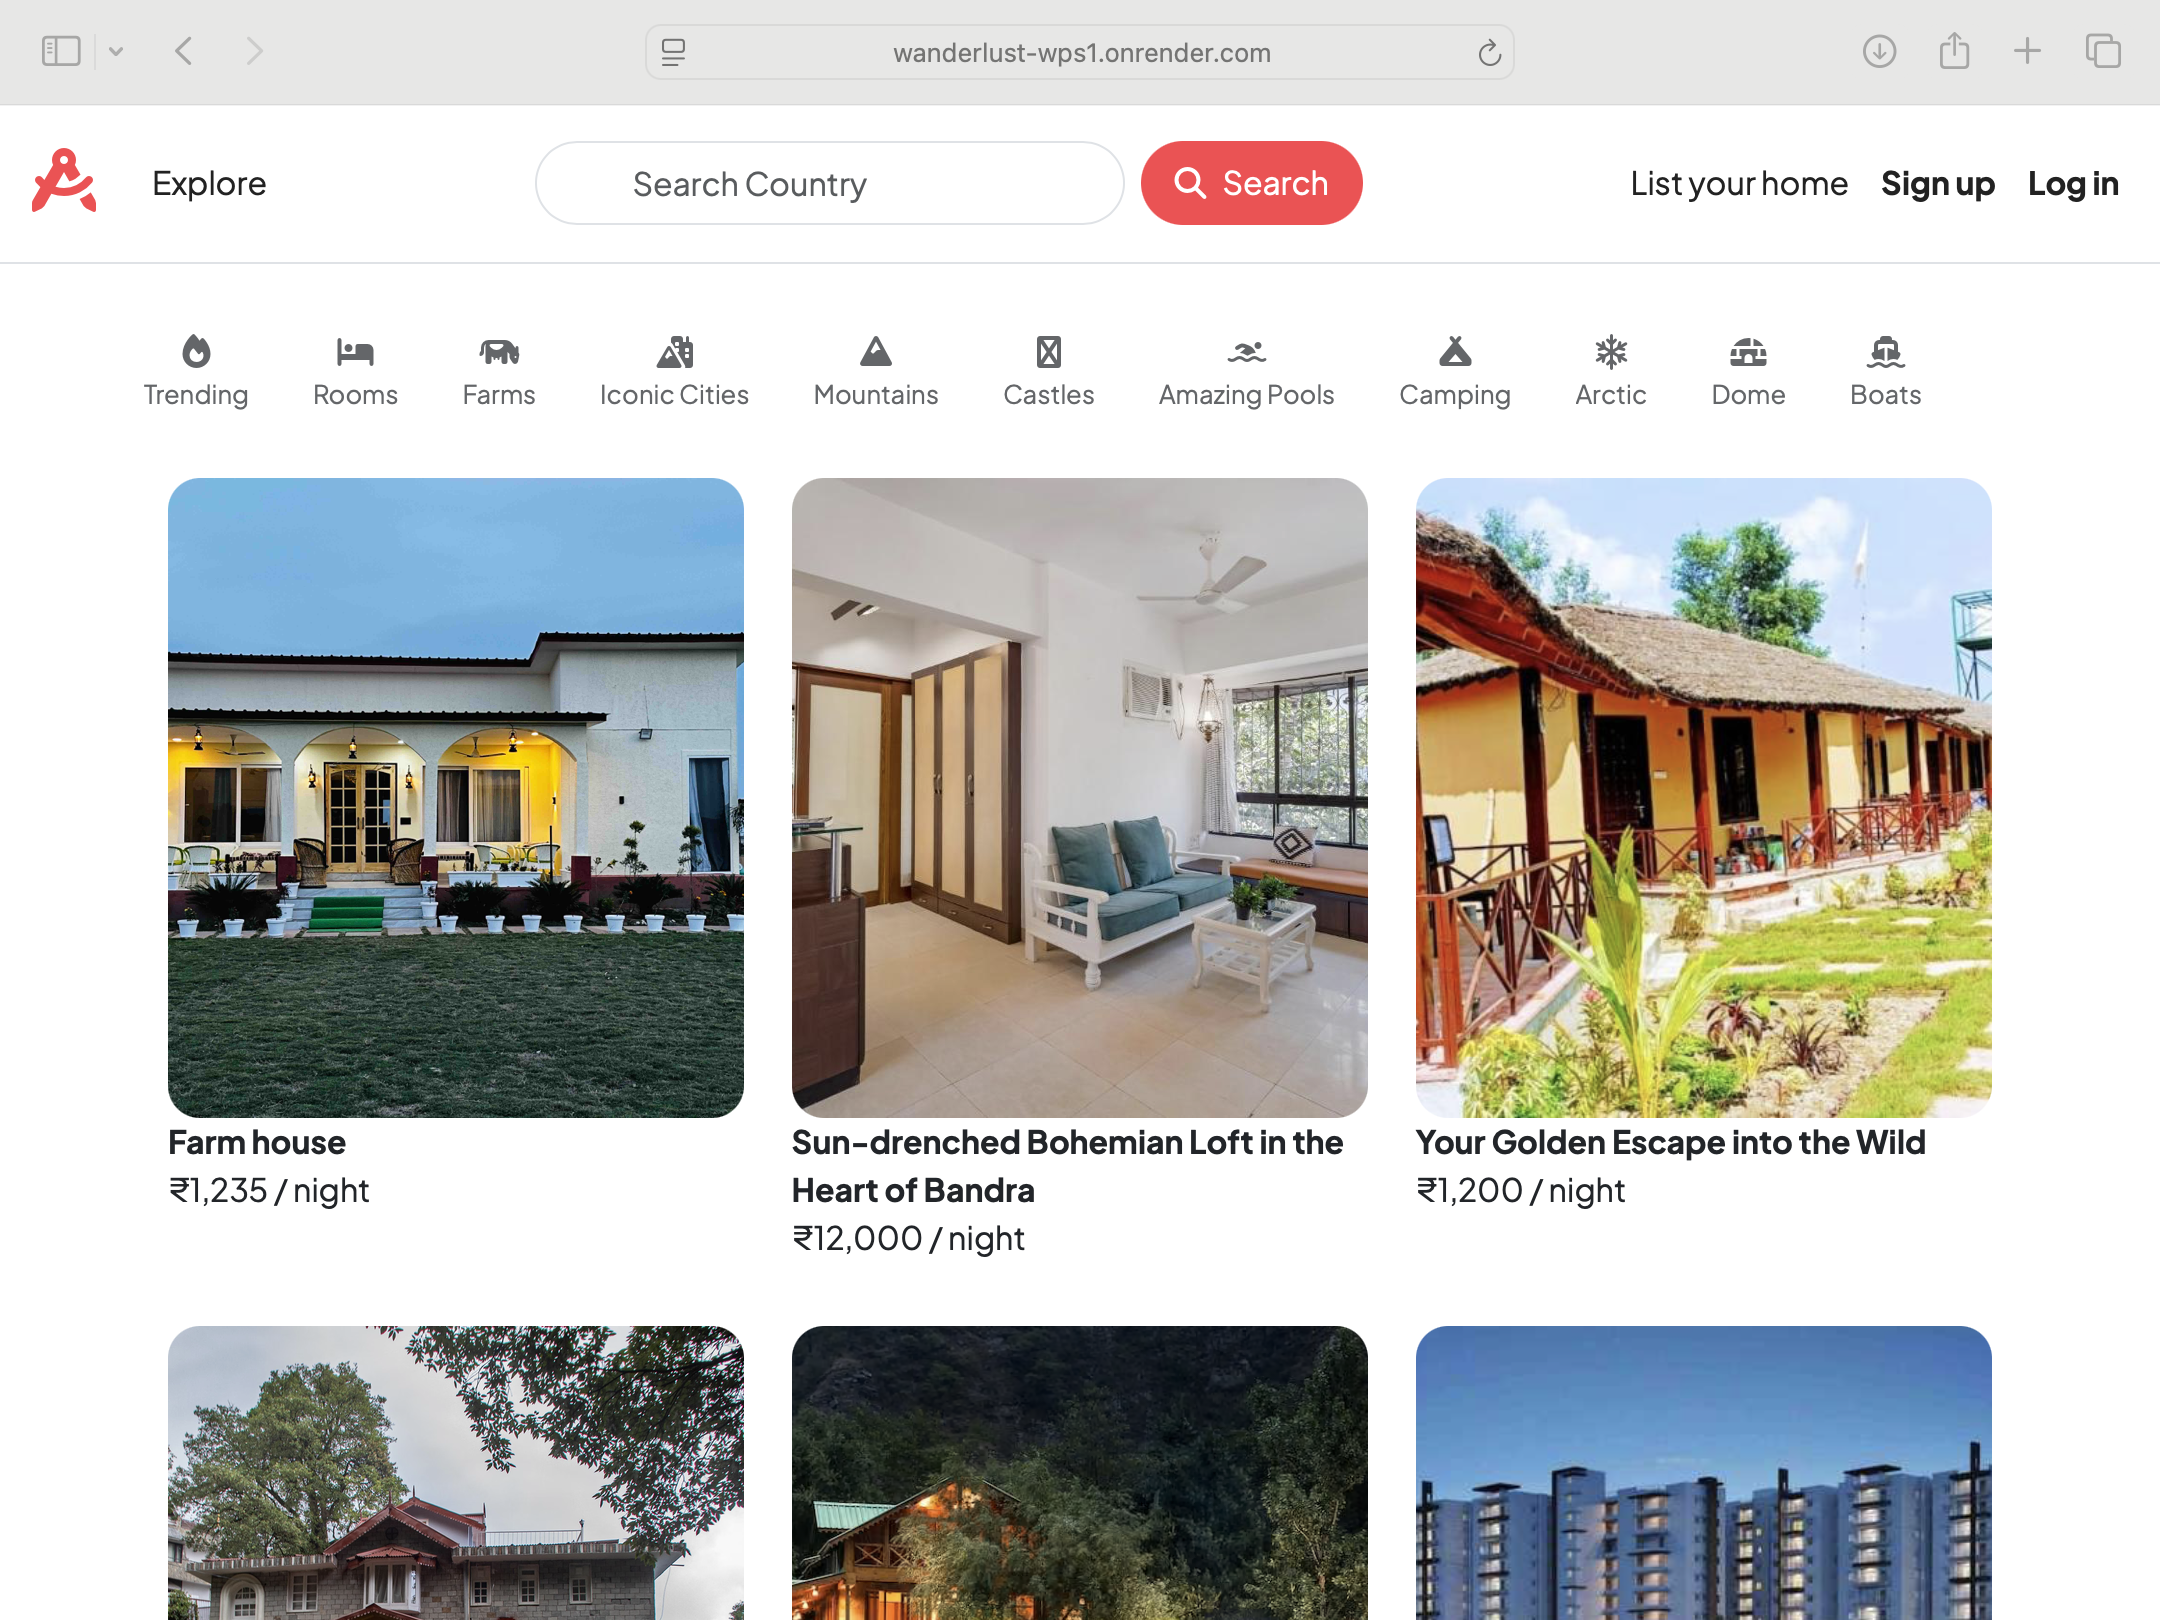 wanderlust-wps1.onrender.com
Explore
Search Country
Search
List your home
Sign up
Log in
Trending
Rooms
Farms
Iconic Cities
Mountains
Castles
Amazing Pools
Camping
Arctic
Dome
Boats
Farm house
₹1,235 / night
Sun-drenched Bohemian Loft in the
Heart of Bandra
₹12,000 / night
Your Golden Escape into the Wild
₹1,200 / night